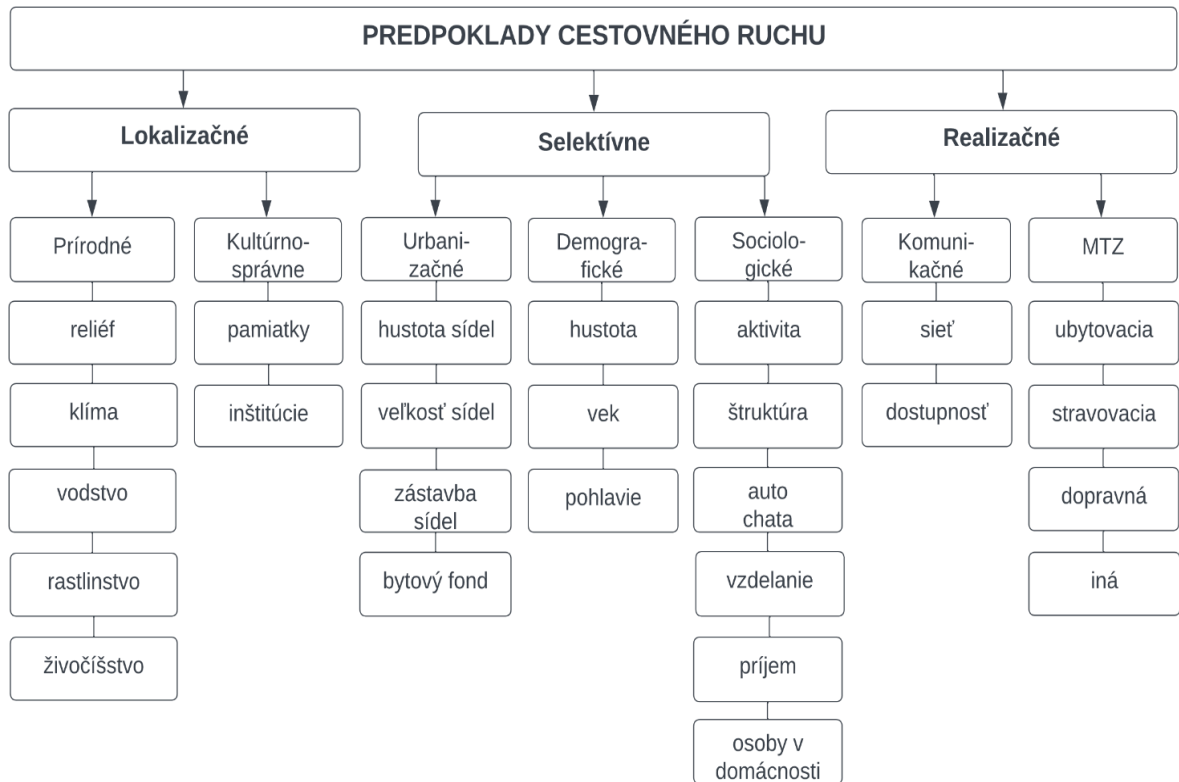 PREDPOKLADY CESTOVNÉHO RUCHU
Lokalizačné
Selektívne
Realizačné
Prírodné
Kultúrno-
správne
Urbani-
začné
Demogra-
fické
Sociolo-
gické
Komuni-
kačné
MTZ
reliéf
pamiatky
hustota sídel
hustota
aktivita
sieť
ubytovacia
klíma
inštitúcie
veľkosť sídel
vek
štruktúra
dostupnosť
stravovacia
vodstvo
zástavba
sídel
pohlavie
auto
chata
dopravná
rastlinstvo
bytový fond
vzdelanie
iná
živočíšstvo
príjem
osoby v
domácnosti